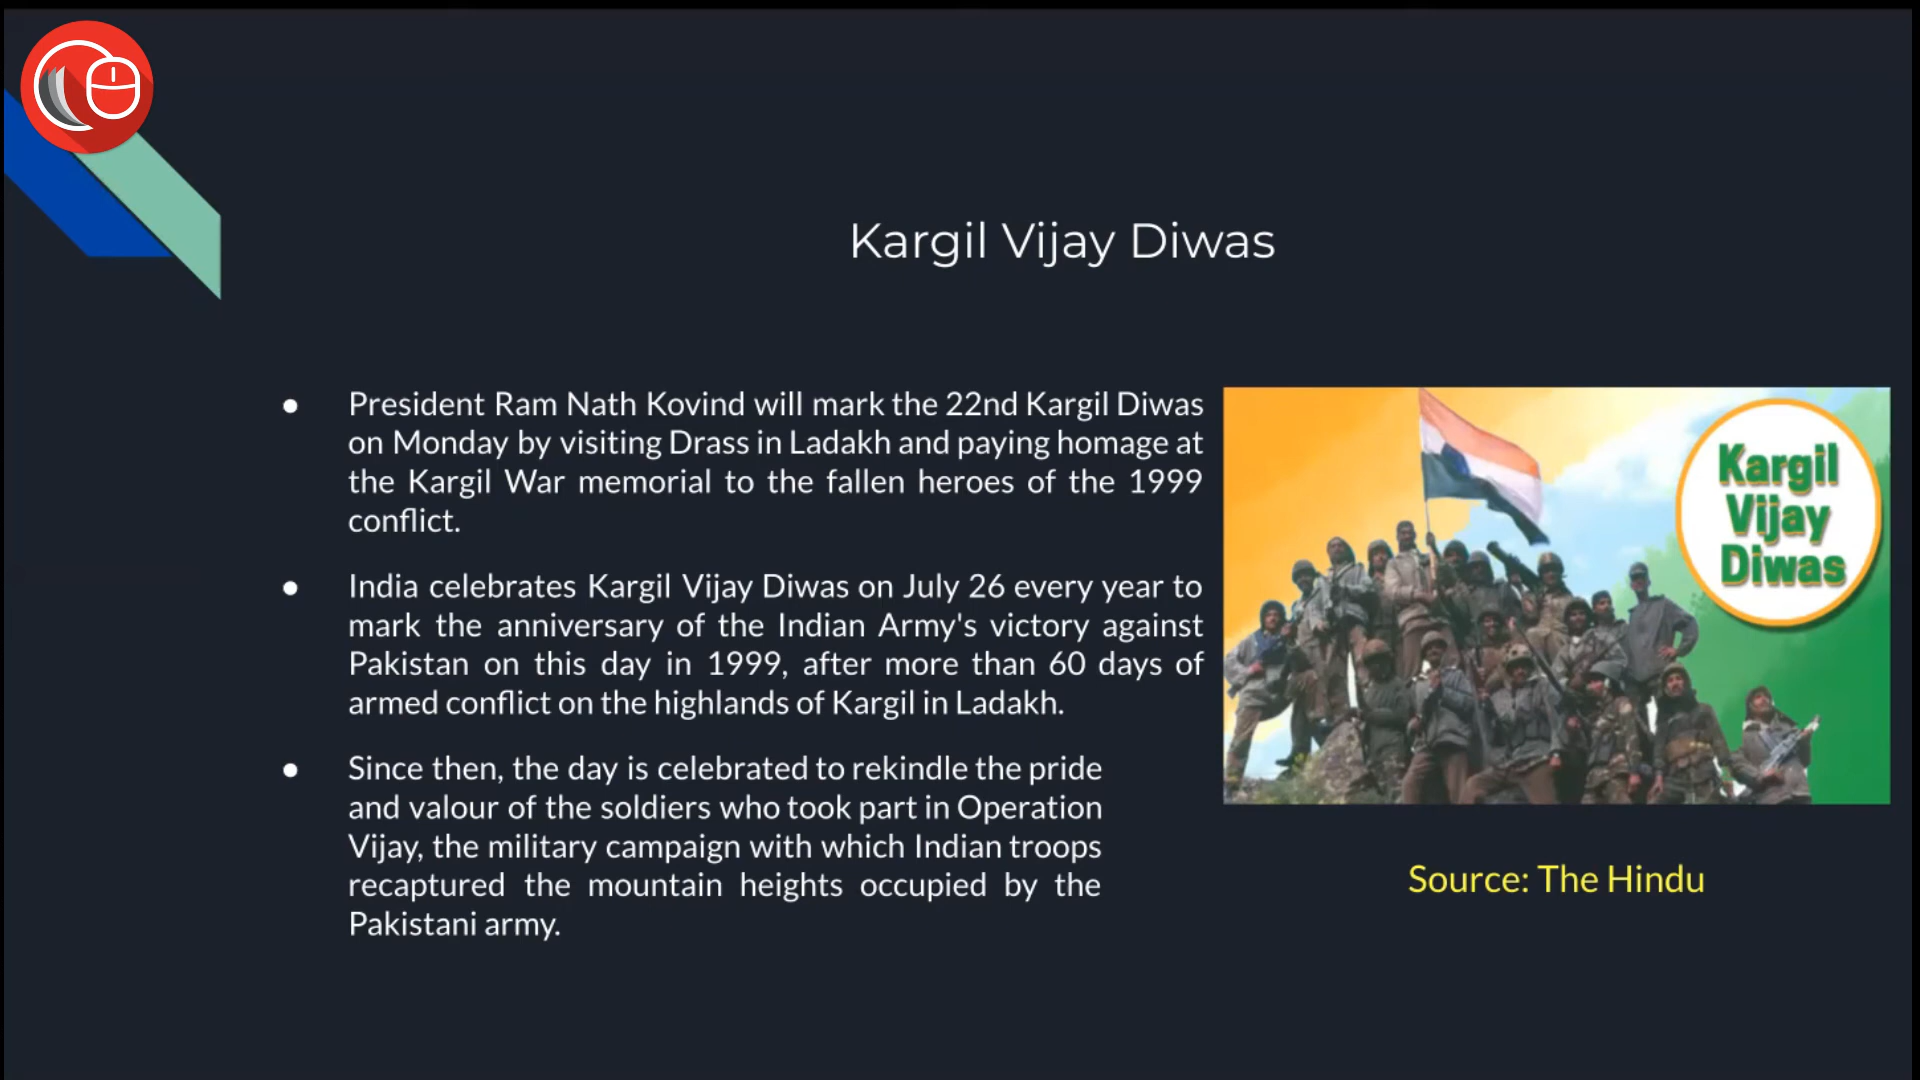 Kargil Vijay Diwas
● President Ram Nath Kovind will mark the 22nd Kargil Diwas
on Monday by visiting Drass in Ladakh and paying homage at
the Kargil War memorial to the fallen heroes of the 1999
conflict.
● India celebrates Kargil Vijay Diwas on July 26 every year to
mark the anniversary of the Indian Army's victory against
Pakistan on this day in 1999, after more than 60 days of
armed conflict on the highlands of Kargil in Ladakh.
● Since then, the day is celebrated to rekindle the pride
and valour of the soldiers who took part in Operation
Vijay, the military campaign with which Indian troops
recaptured the mountain heights occupied by the
Pakistani army.
Kargil
Vijay
Diwas
Source: The Hindu